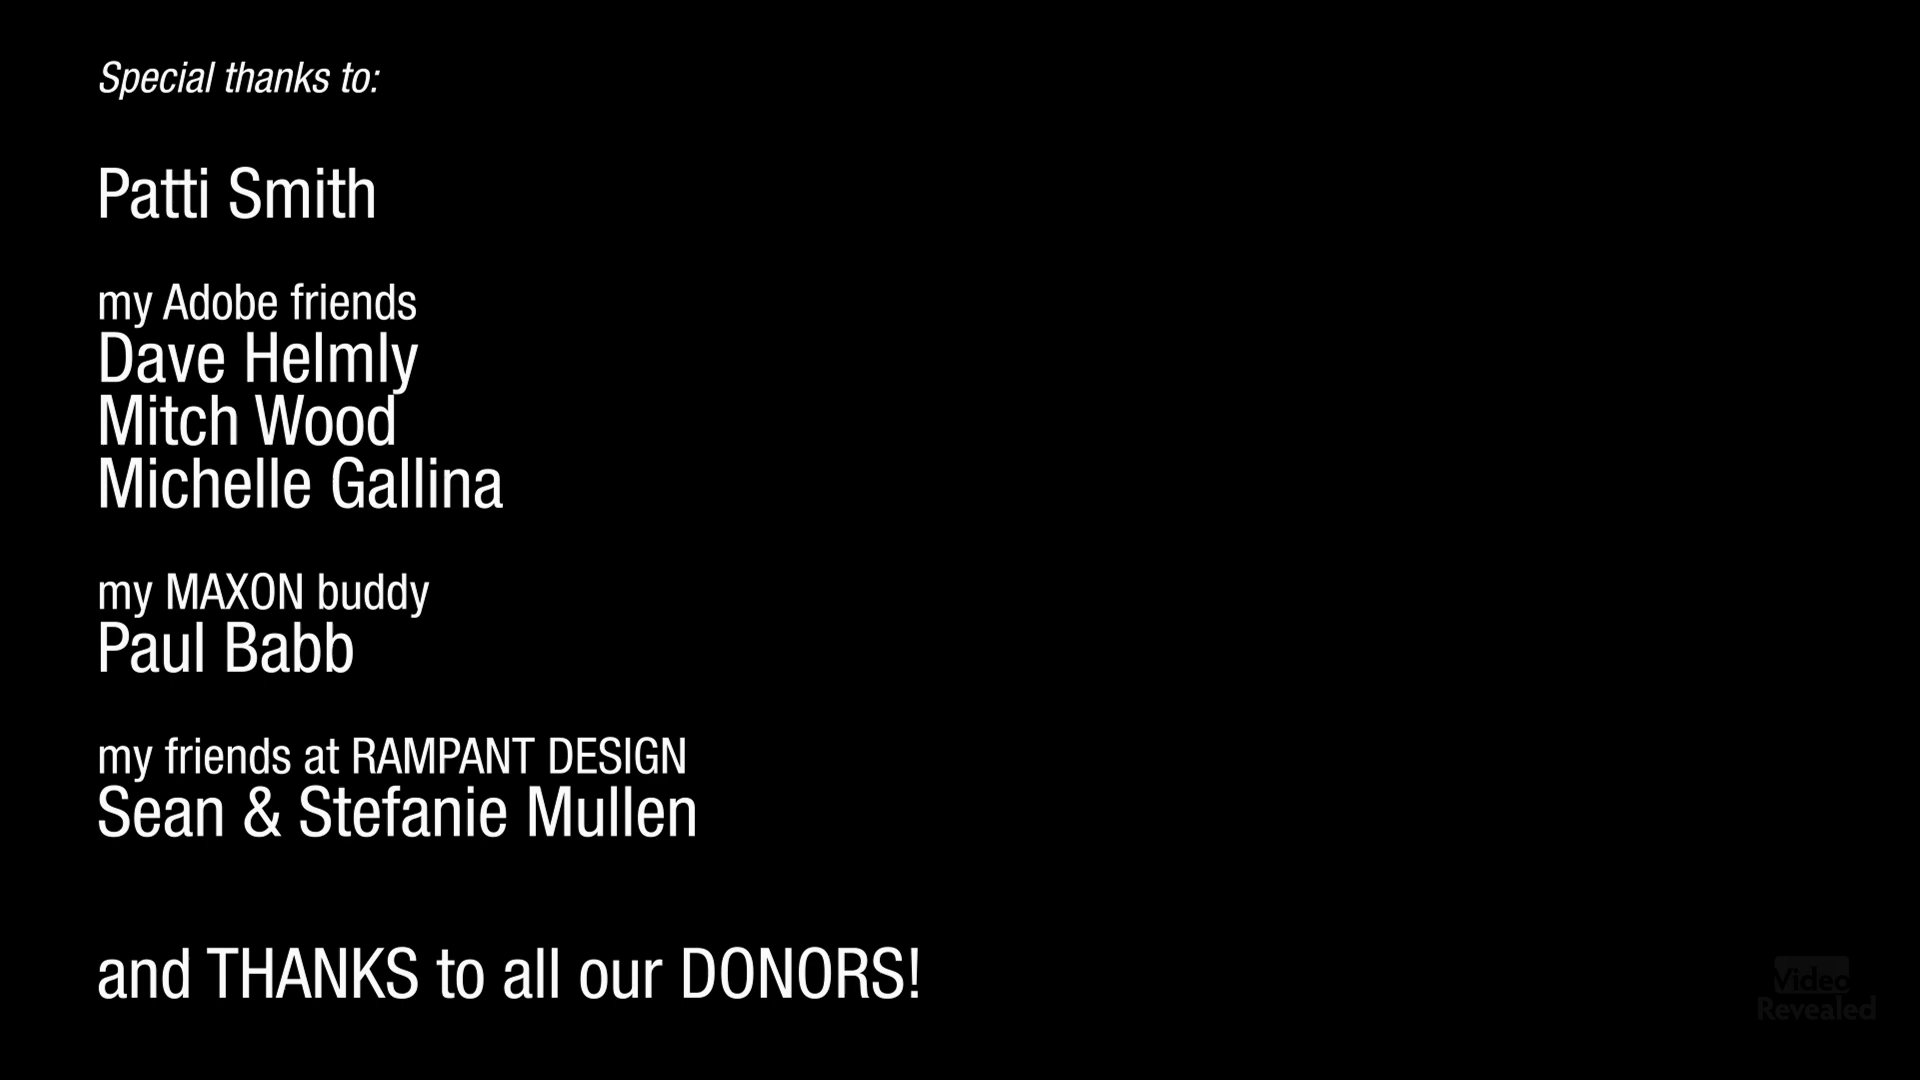 Special thanks to:
Patti Smith
my Adobe friends
Dave Helmly
Mitch Wood
Michelle Gallina
my MAXON buddy
Paul Babb
my friends at RAMPANT DESIGN
Sean & Stefanie Mullen
and THANKS to all our DONORS!
Video
Revealed